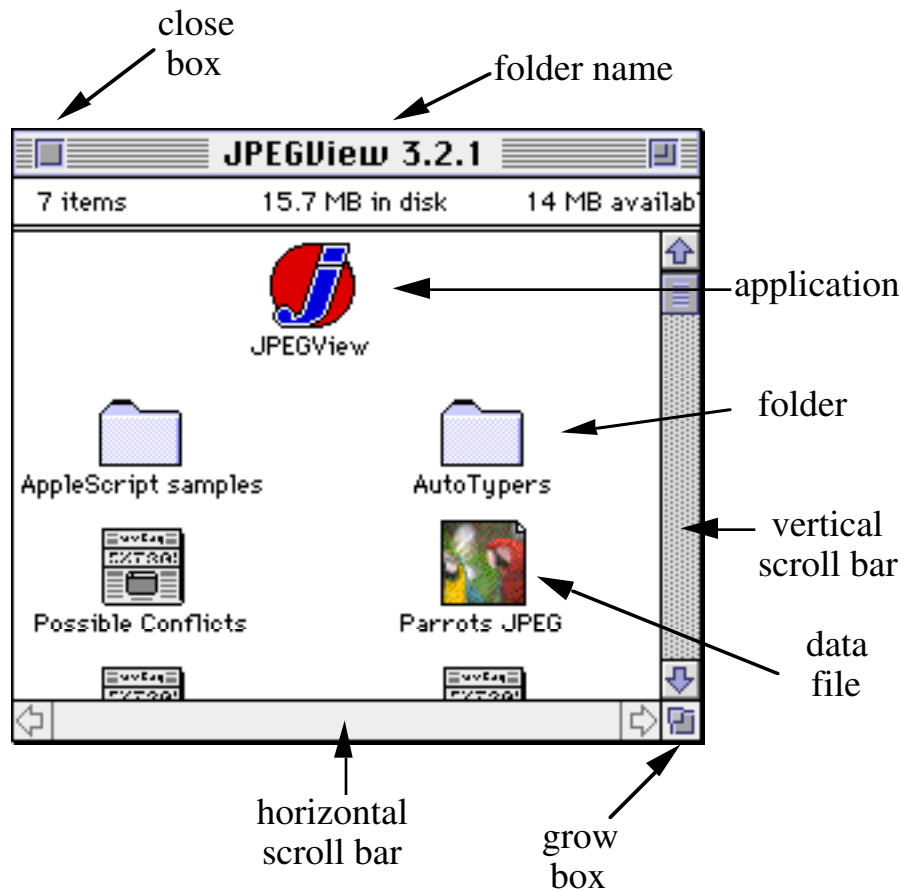 close
box
folder name
JPEGView 3.2.1
7 items 15.7 MB in disk 14 MB availab
JPEGView
application
AppleScript samples AutoTypers
folder
Possible Conflicts Parrots JPEG
vertical
scroll bar
data
file
horizontal
scroll bar
grow
box